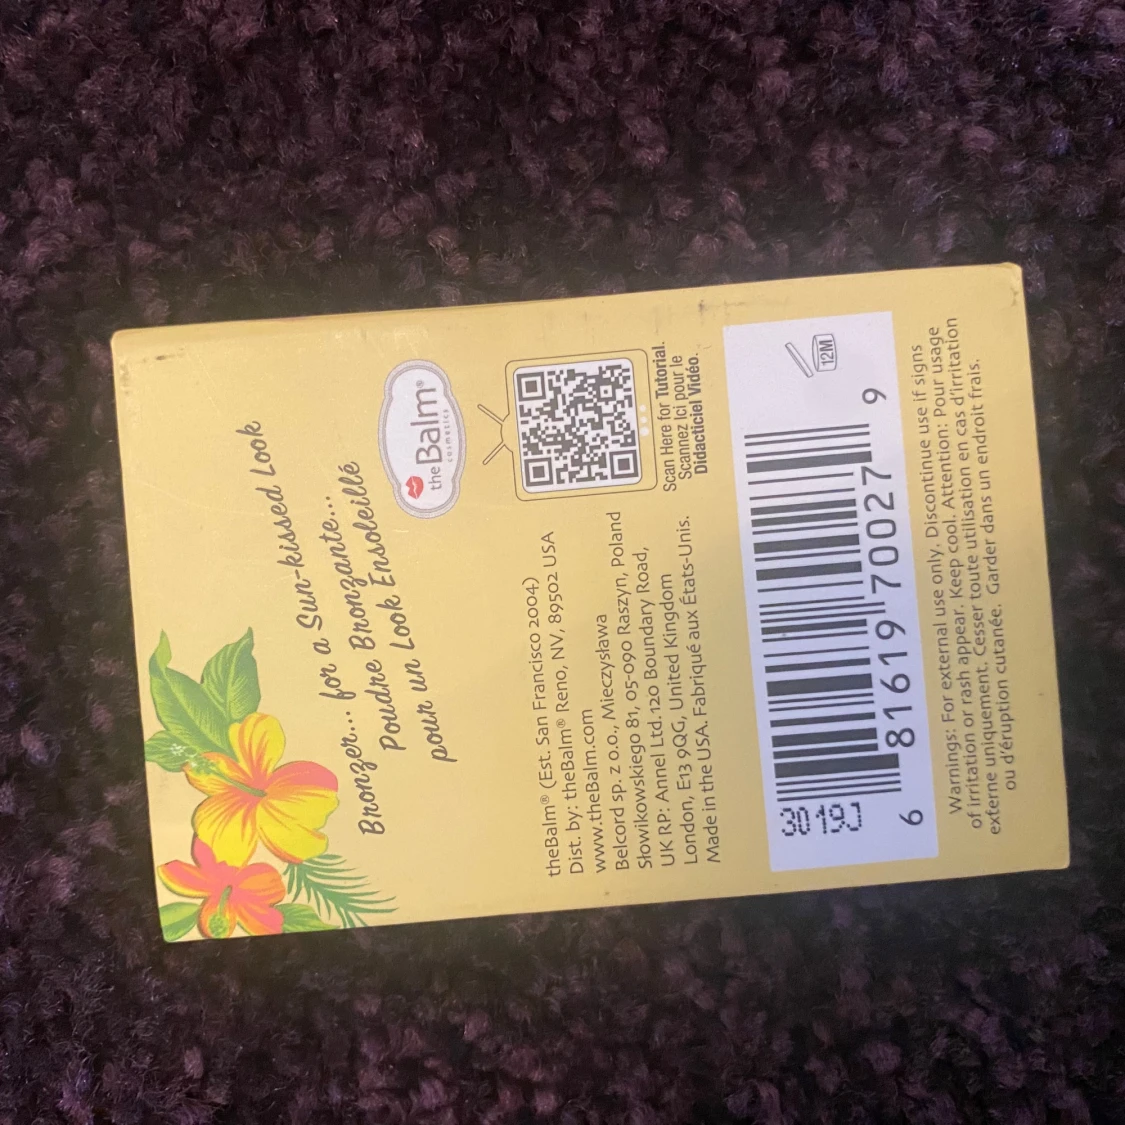 Bronzer... for a Sun-kissed Look
Poudre Bronzante...
pour un Look Ensoleillé
theBalm®
cosmetics
theBalm® (Est. San Francisco 2004)
Dist. by: theBalm® Reno, NV, 89502 USA
www.theBalm.com
Belcord sp. z o.o., Mieczysława
Słowikowskiego 81, 05-090 Raszyn, Poland
UK RP: Annel Ltd. 120 Boundary Road,
London, E13 9QG, United Kingdom
Made in the USA. Fabriqué aux États-Unis.
Scan Here for Tutorial.
Scannez Ici pour le
Didacticiel Vidéo.
12M
3019J
6 81619 70027 9
Warnings: For external use only. Discontinue use if signs
of irritation or rash appear. Keep cool. Attention: Pour usage
externe uniquement. Cesser toute utilisation en cas d'irritation
ou d'éruption cutanée. Garder dans un endroit frais.